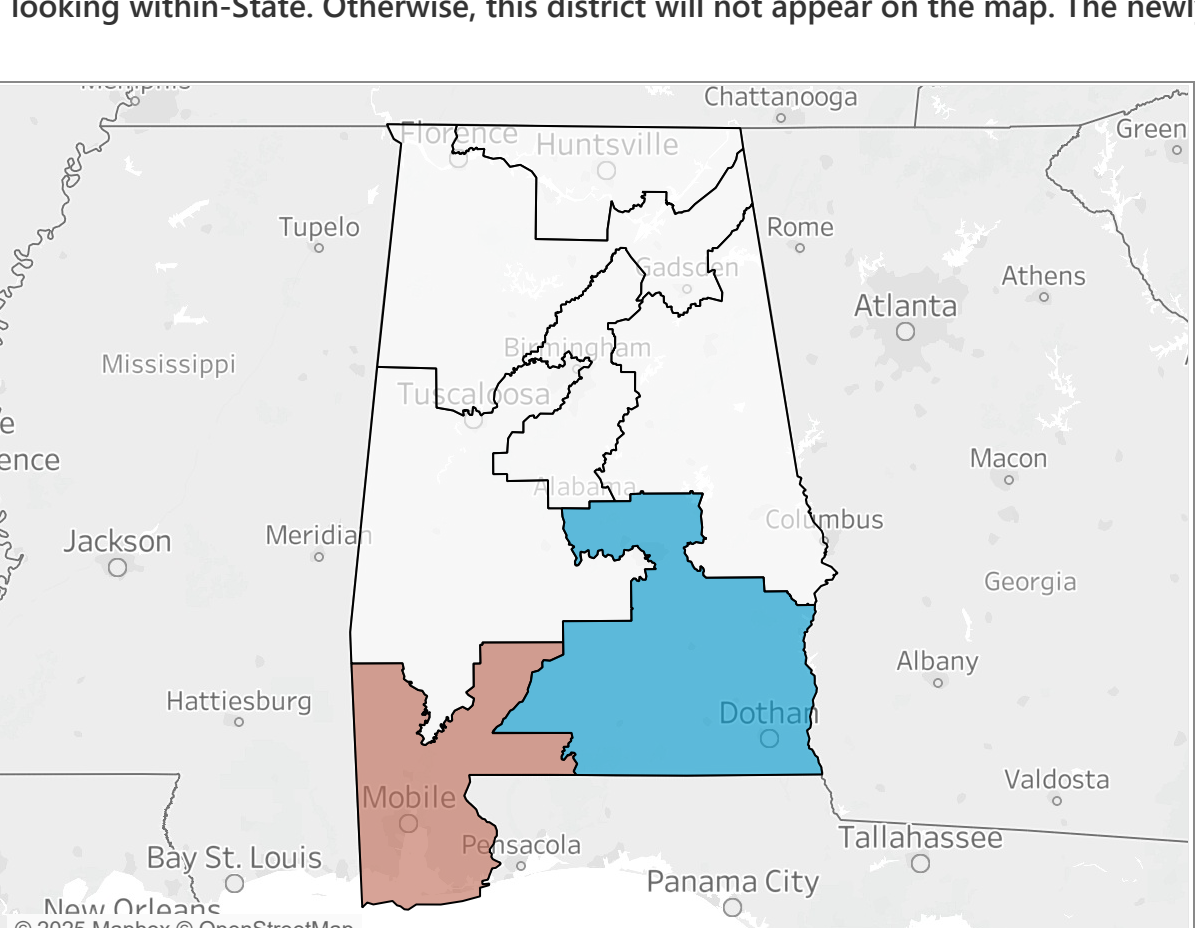 looking within-State. Otherwise, this district will not appear on the map. The newl
Memphis
Chattanooga
Green
Florence
Huntsville
Tupelo
Rome
Gadsden
Athens
Atlanta
Birmingham
Mississippi
Tuscaloosa
e
ence
Macon
Alabama
Columbus
Jackson
Meridian
Georgia
Albany
Hattiesburg
Dothan
Valdosta
Mobile
Tallahassee
Pensacola
Bay St. Louis
Panama City
New Orleans
© 2025 Mapbox © OpenStreetMap